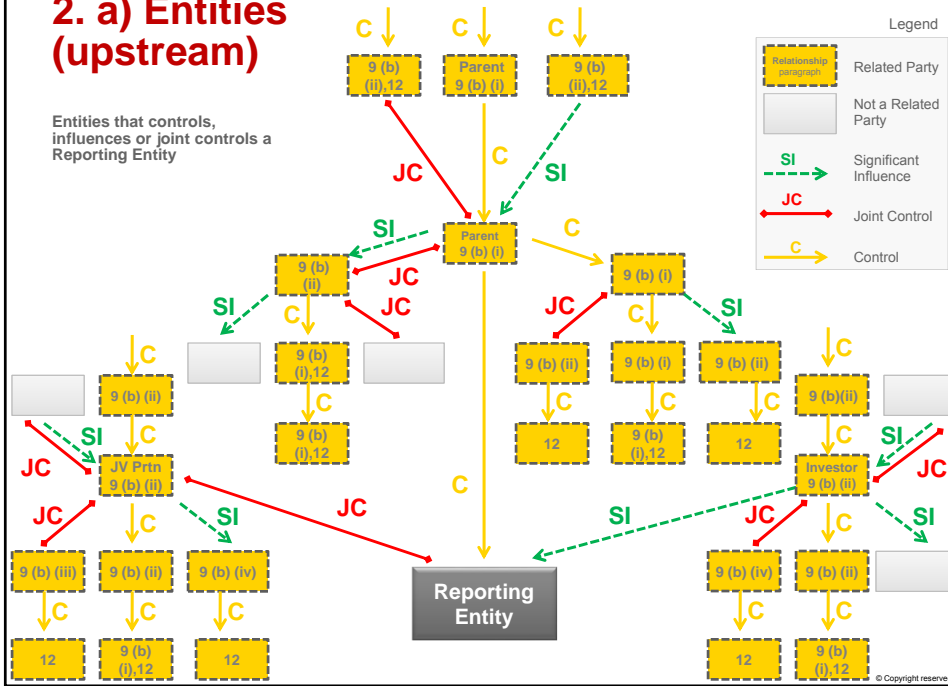 2. a) Entities
(upstream)
Entities that controls,
influences or joint controls a
Reporting Entity
C
C
C
9 (b)
(ii),12
Parent
9 (b) (i)
9 (b)
(ii),12
Legend
Relationship
paragraph
Related Party
Not a Related
Party
SI
Significant
Influence
JC
Joint Control
C
Control
JC
C
SI
Parent
9 (b) (i)
SI
JC
C
9 (b)
(ii)
9 (b) (i)
SI
C
JC
JC
C
SI
9 (b)
(i),12
9 (b) (ii)
9 (b) (i)
9 (b) (ii)
C
C
C
C
C
C
9 (b) (ii)
9 (b)(ii)
9 (b)
(i),12
12
9 (b)
(i),12
12
SI
C
JC
C
SI
JC
JV Prtn
9 (b) (ii)
Investor
9 (b) (ii)
C
JC
C
SI
JC
SI
JC
C
SI
9 (b) (iii)
9 (b) (ii)
9 (b) (iv)
Reporting
Entity
9 (b) (iv)
9 (b) (ii)
C
C
C
C
C
12
9 (b)
(i),12
12
12
9 (b)
(i),12
© Copyright reserve